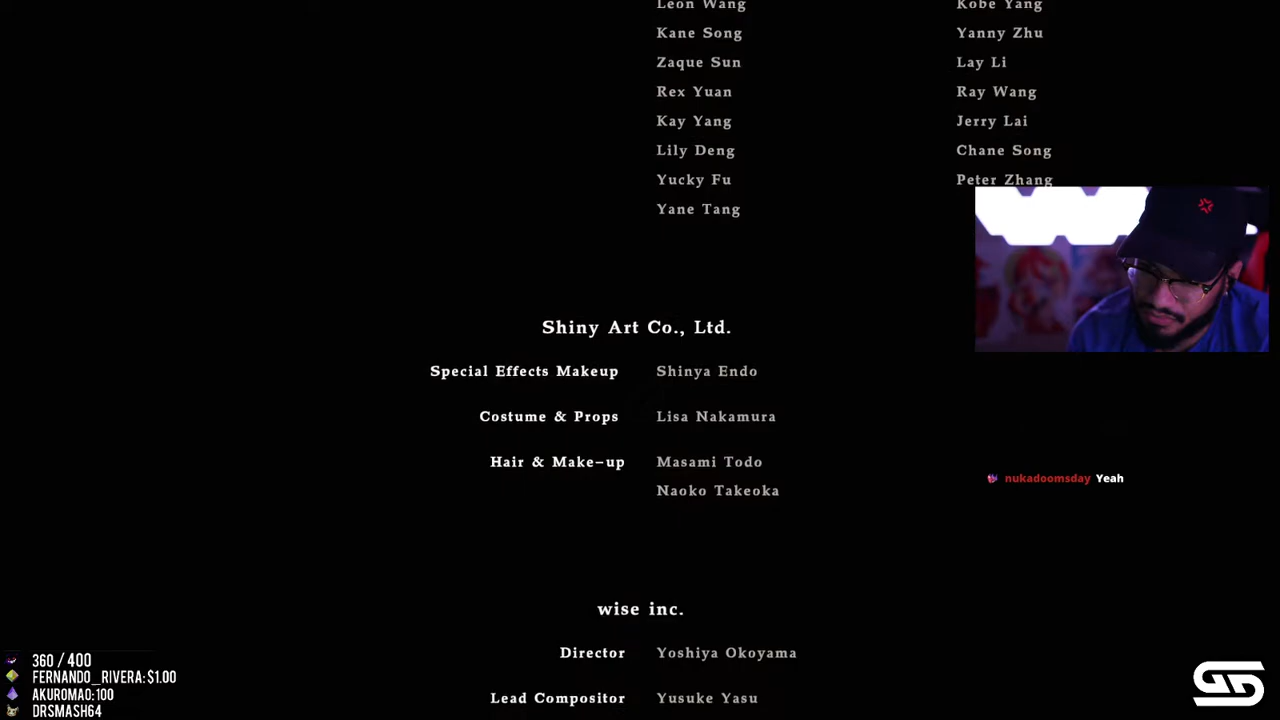 Leon Wang Kobe Yang
Kane Song Yanny Zhu
Zaque Sun Lay Li
Rex Yuan Ray Wang
Kay Yang Jerry Lai
Lily Deng Chane Song
Yucky Fu Peter Zhang
Yane Tang
Shiny Art Co., Ltd.
Special Effects Makeup Shinya Endo
Costume & Props Lisa Nakamura
Hair & Make–up Masami Todo
Naoko Takeoka
nukadoomsday Yeah
wise inc.
Director Yoshiya Okoyama
Lead Compositor Yusuke Yasu
360 / 400
FERNANDO_RIVERA: $1.00
AKUROMA0: 100
DRSMASH64